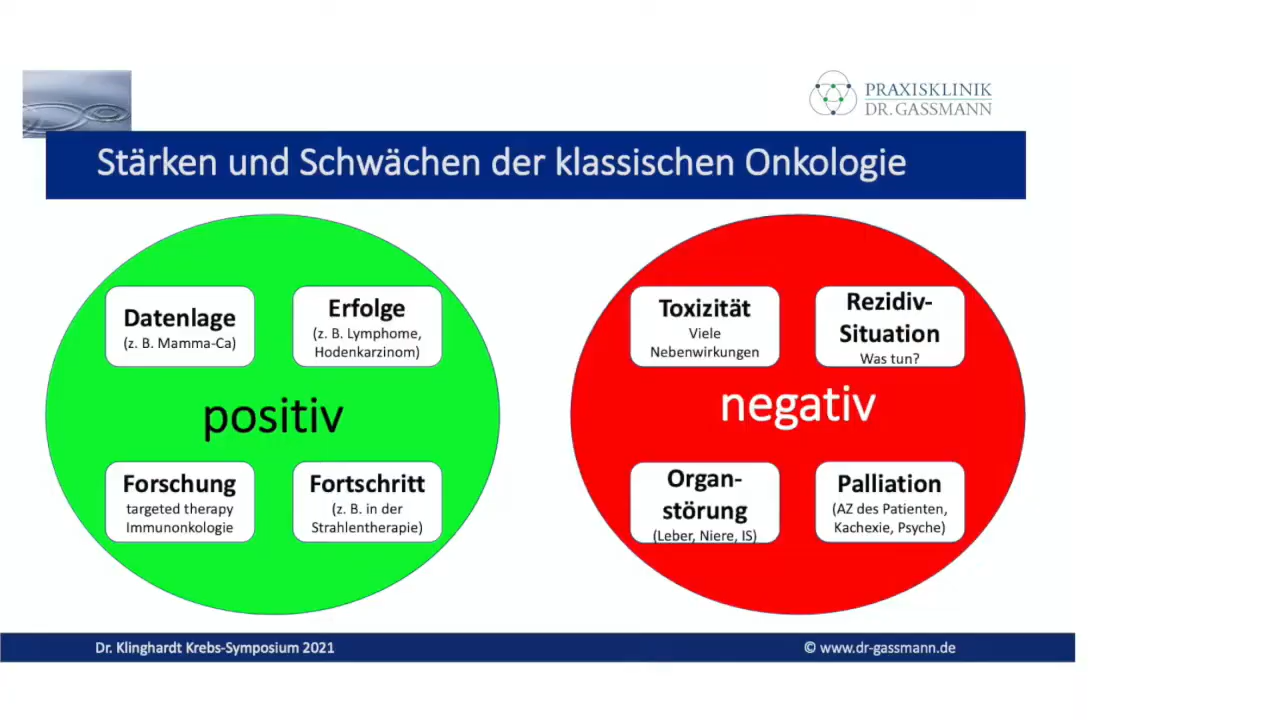 PRAXISKLINIK
DR. GASSMANN
Stärken und Schwächen der klassischen Onkologie
Datenlage
(z. B. Mamma-Ca)
Erfolge
(z. B. Lymphome,
Hodenkarzinom)
positiv
Forschung
targeted therapy
Immunonkologie
Fortschritt
(z. B. in der
Strahlentherapie)
Toxizität
Viele
Nebenwirkungen
Rezidiv-
Situation
Was tun?
negativ
Organ-
störung
(Leber, Niere, IS)
Palliation
(AZ des Patienten,
Kachexie, Psyche)
Dr. Klinghardt Krebs-Symposium 2021
© www.dr-gassmann.de